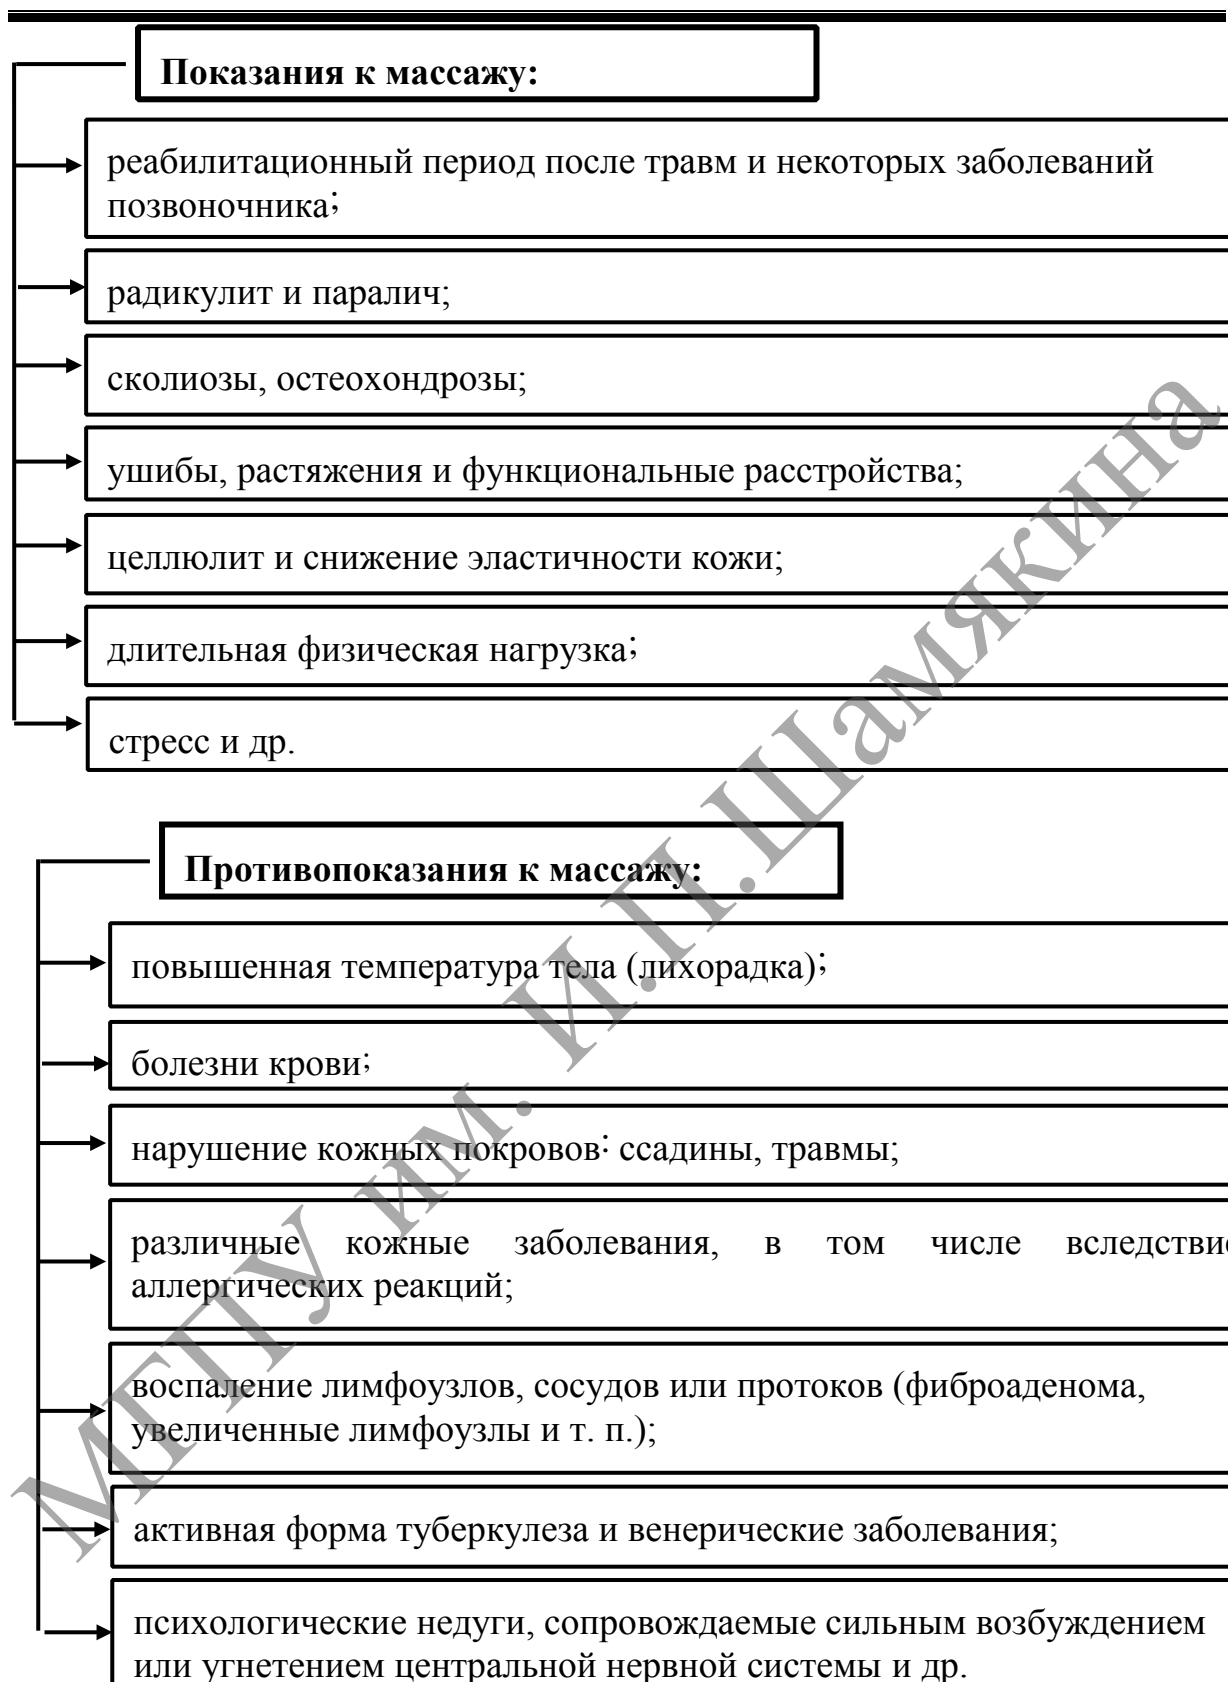 Показания к массажу:
реабилитационный период после травм и некоторых заболеваний
позвоночника;
радикулит и паралич;
сколиозы, остеохондрозы;
ушибы, растяжения и функциональные расстройства;
целлюлит и снижение эластичности кожи;
длительная физическая нагрузка;
стресс и др.
Противопоказания к массажу:
повышенная температура тела (лихорадка);
болезни крови;
нарушение кожных покровов: ссадины, травмы;
различные кожные заболевания, в том числе вследствие
аллергических реакций;
воспаление лимфоузлов, сосудов или протоков (фиброаденома,
увеличенные лимфоузлы и т. п.);
активная форма туберкулеза и венерические заболевания;
психологические недуги, сопровождаемые сильным возбуждением
или угнетением центральной нервной системы и др.
МГПУ им. И.П.Шамякина